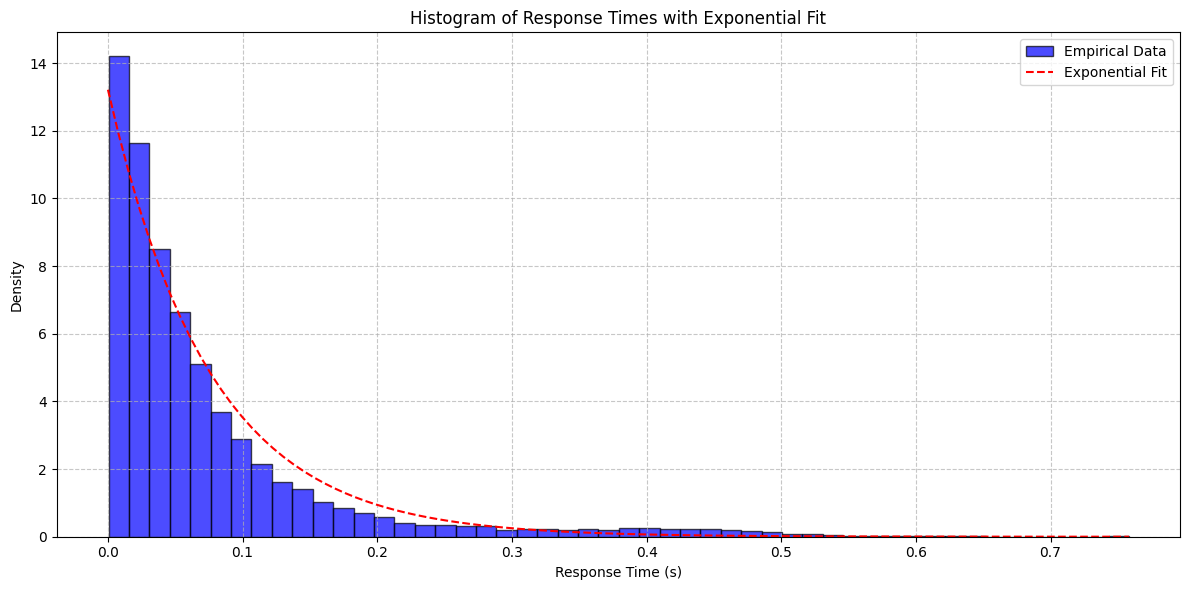 Histogram of Response Times with Exponential Fit
Empirical Data
Exponential Fit
Density
14
12
10
8
6
4
2
0
0.0 0.1 0.2 0.3 0.4 0.5 0.6 0.7
Response Time (s)